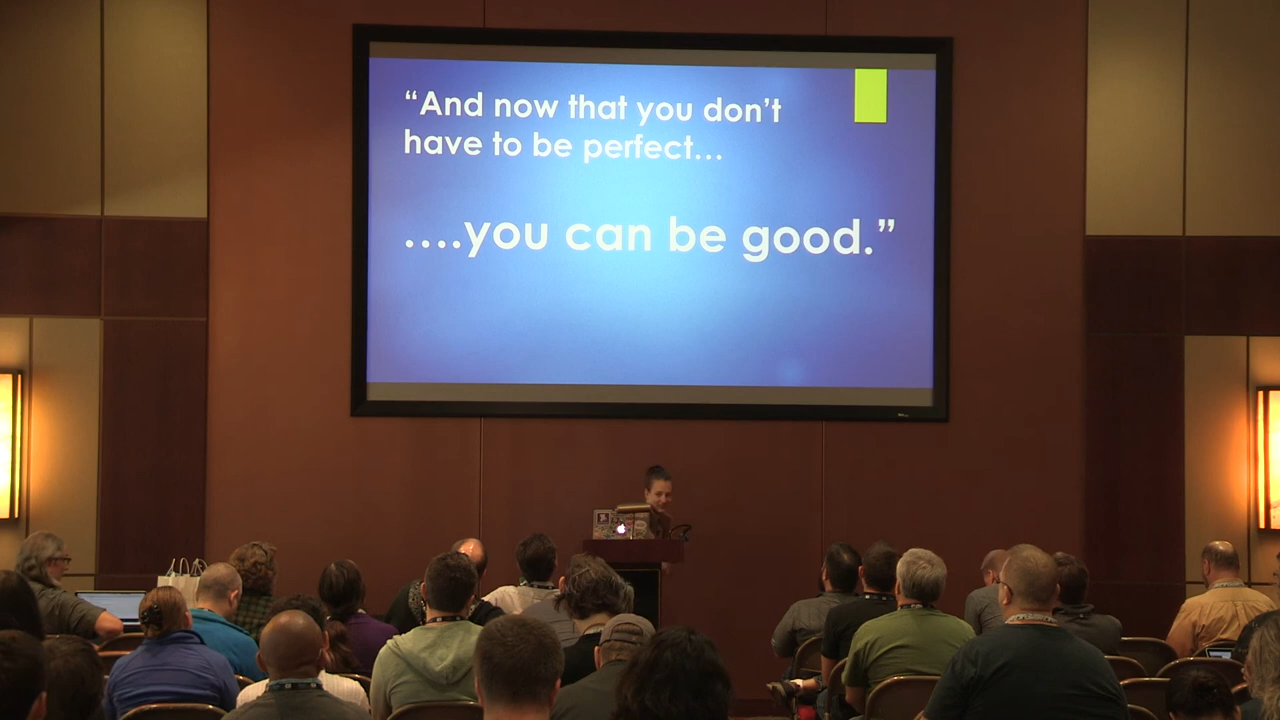 “And now that you don’t
have to be perfect…
….you can be good.”